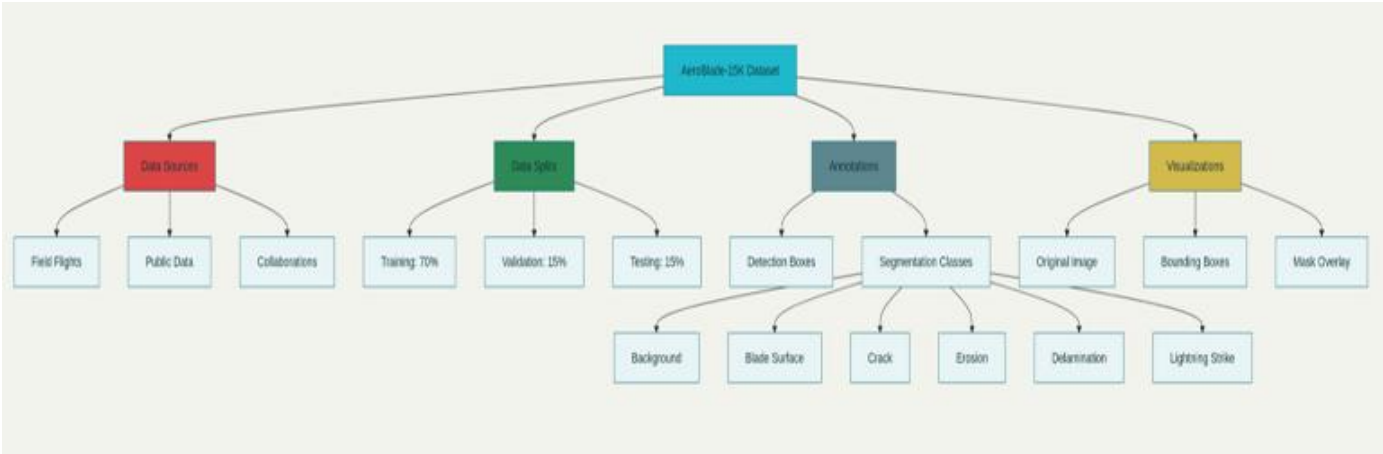 AeroBlade-15K Dataset
Data Sources
Data Splits
Annotations
Visualizations
Field Flights
Public Data
Collaborations
Training: 70%
Validation: 15%
Testing: 15%
Detection Boxes
Segmentation Classes
Original Image
Bounding Boxes
Mask Overlay
Background
Blade Surface
Crack
Erosion
Delamination
Lightning Strike